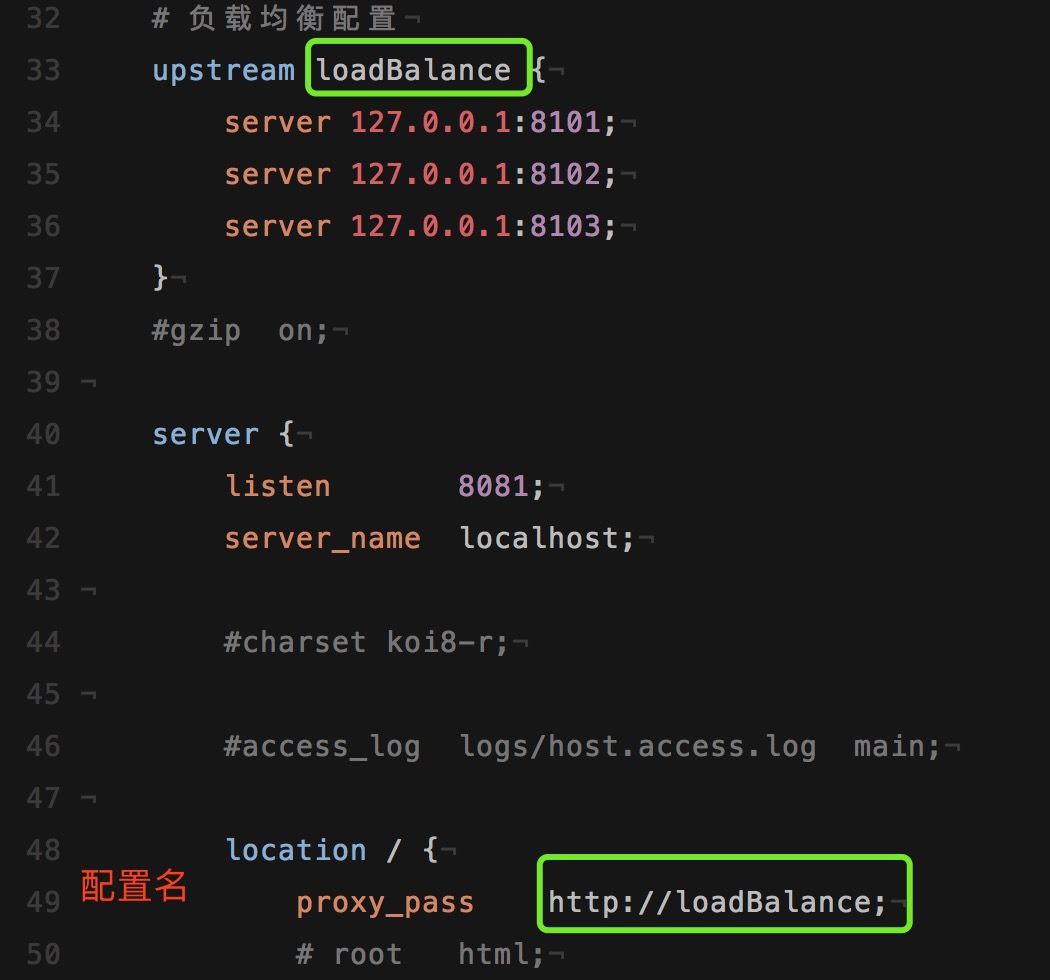 32 # 负载均衡配置¬
33 upstream loadBalance {¬
34 server 127.0.0.1:8101;¬
35 server 127.0.0.1:8102;¬
36 server 127.0.0.1:8103;¬
37 }¬
38 #gzip  on;¬
39 ¬
40 server {¬
41 listen       8081;¬
42 server_name  localhost;¬
43 ¬
44 #charset koi8-r;¬
45 ¬
46 #access_log  logs/host.access.log  main;¬
47 ¬
48 location / {¬
配置名
49 proxy_pass    http://loadBalance;¬
50 # root   html;¬